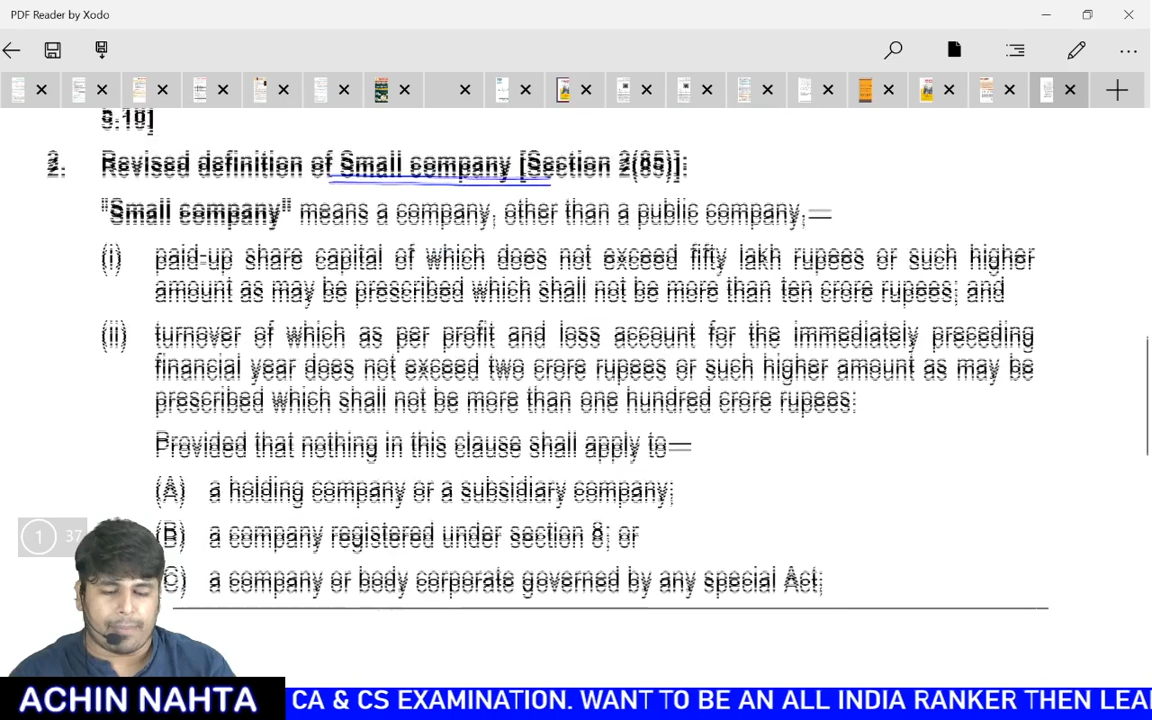 PDF Reader by Xodo
5.10]
2. Revised definition of Small company [Section 2(85)]:
"Small company" means a company, other than a public company,—
(i) paid-up share capital of which does not exceed fifty lakh rupees or such higher
amount as may be prescribed which shall not be more than ten crore rupees; and
(ii) turnover of which as per profit and loss account for the immediately preceding
financial year does not exceed two crore rupees or such higher amount as may be
prescribed which shall not be more than one hundred crore rupees:
Provided that nothing in this clause shall apply to—
(A) a holding company or a subsidiary company;
(B) a company registered under section 8; or
(C) a company or body corporate governed by any special Act;
1 37
ACHIN NAHTA
CA & CS EXAMINATION. WANT TO BE AN ALL INDIA RANKER THEN LEA